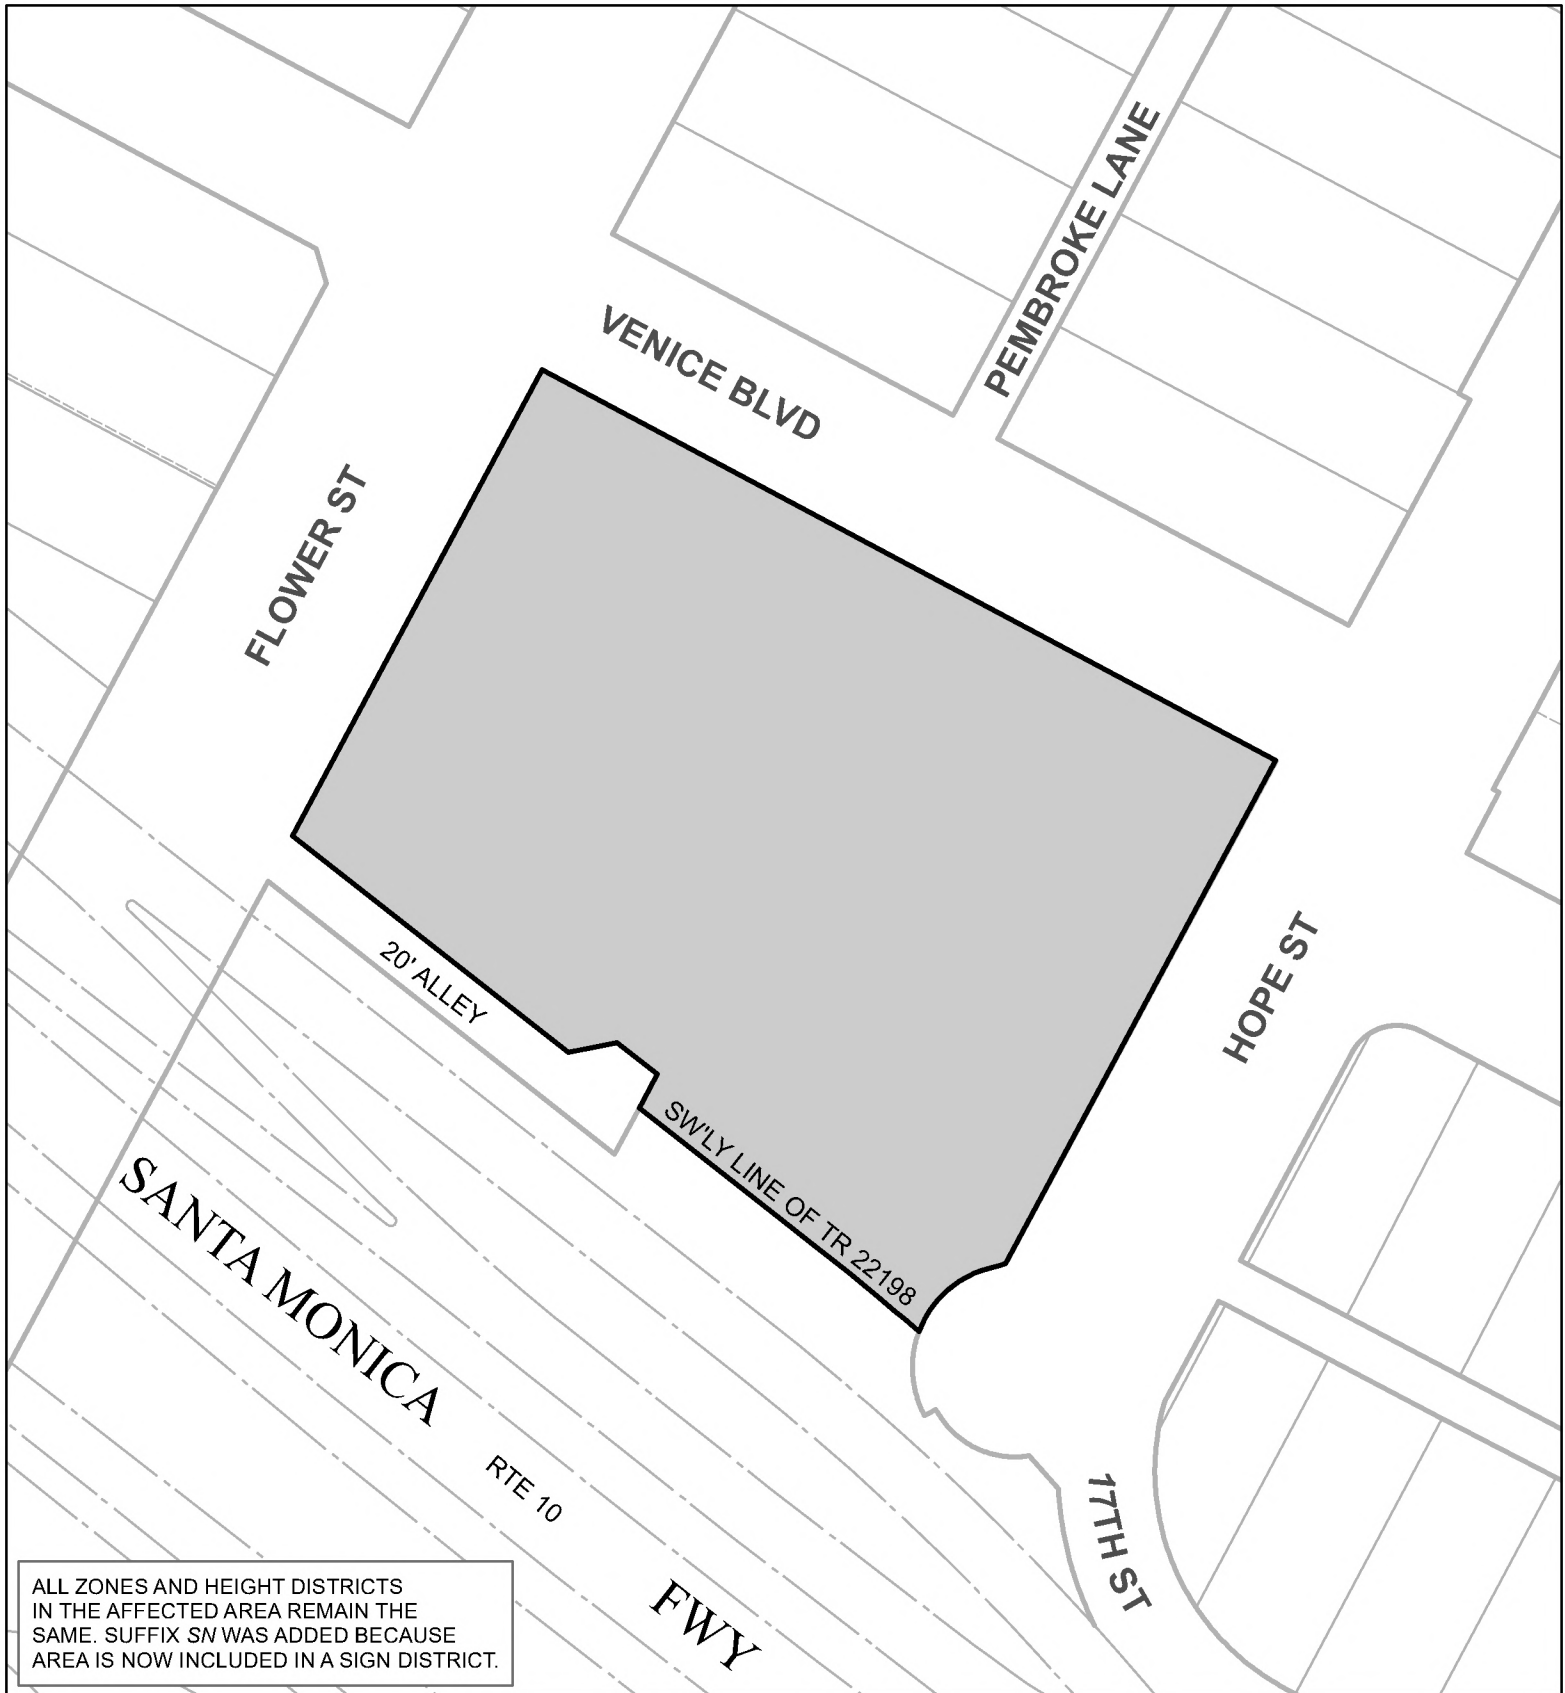 PEMBROKE LANE
VENICE BLVD
FLOWER ST
HOPE ST
20' ALLEY
SW'LY LINE OF TR 22198
SANTA MONICA
RTE 10
FWY
17TH ST
ALL ZONES AND HEIGHT DISTRICTS
IN THE AFFECTED AREA REMAIN THE
SAME. SUFFIX SN WAS ADDED BECAUSE
AREA IS NOW INCLUDED IN A SIGN DISTRICT.